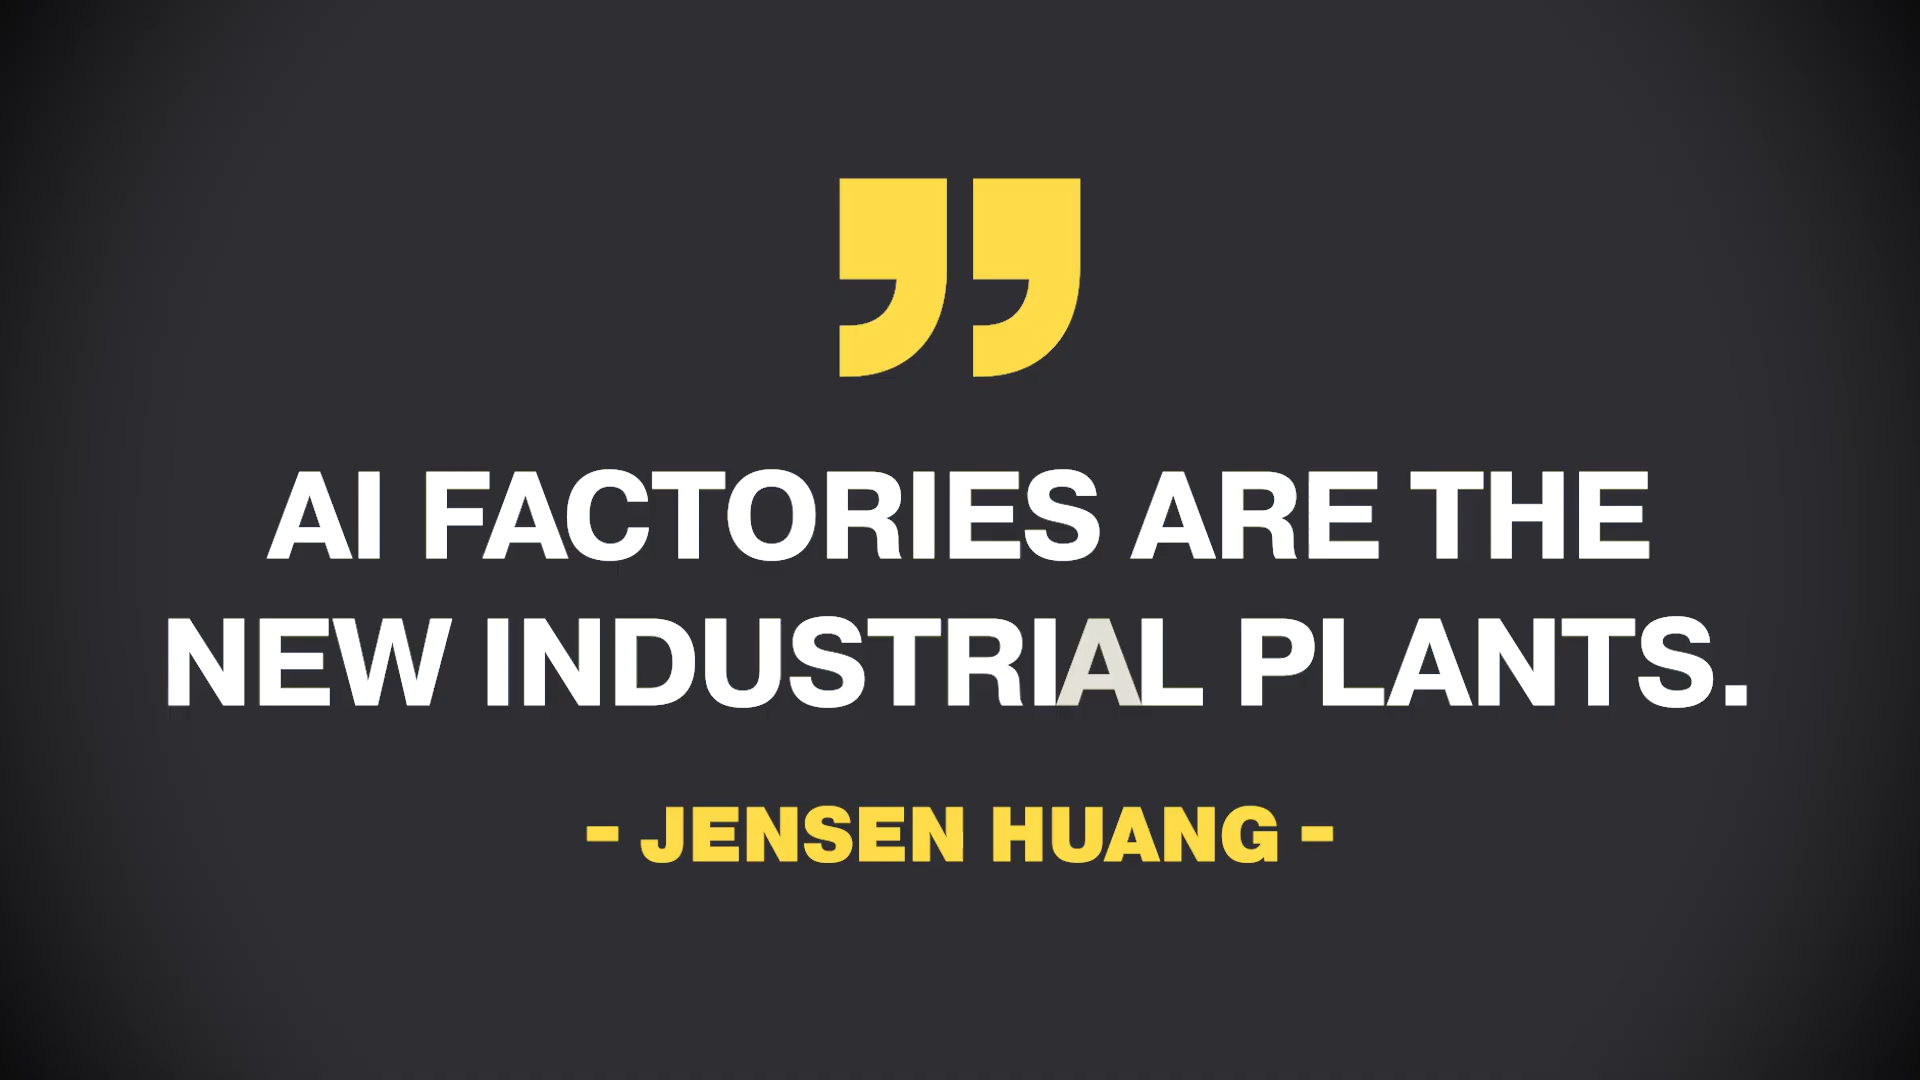 ”
AI FACTORIES ARE THE
NEW INDUSTRIAL PLANTS.
- JENSEN HUANG -